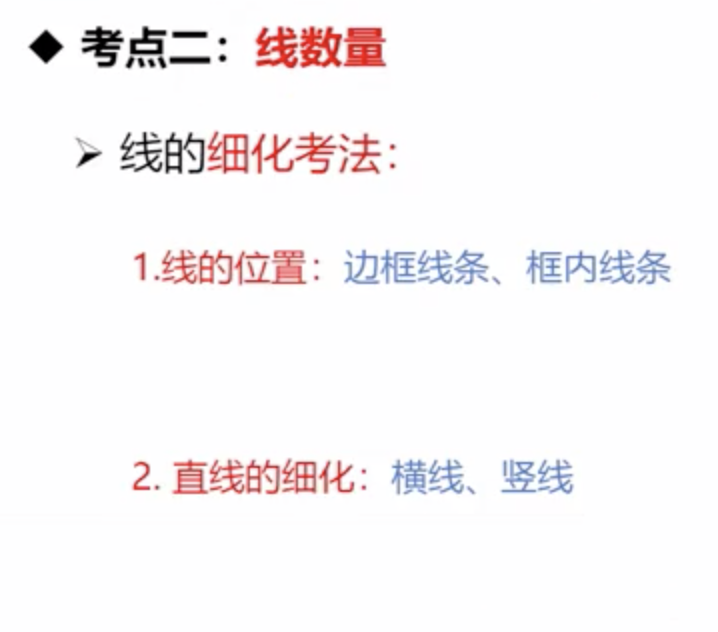 ◆ 考点二：线数量
➢ 线的细化考法：
1.线的位置：边框线条、框内线条
2. 直线的细化：横线、竖线